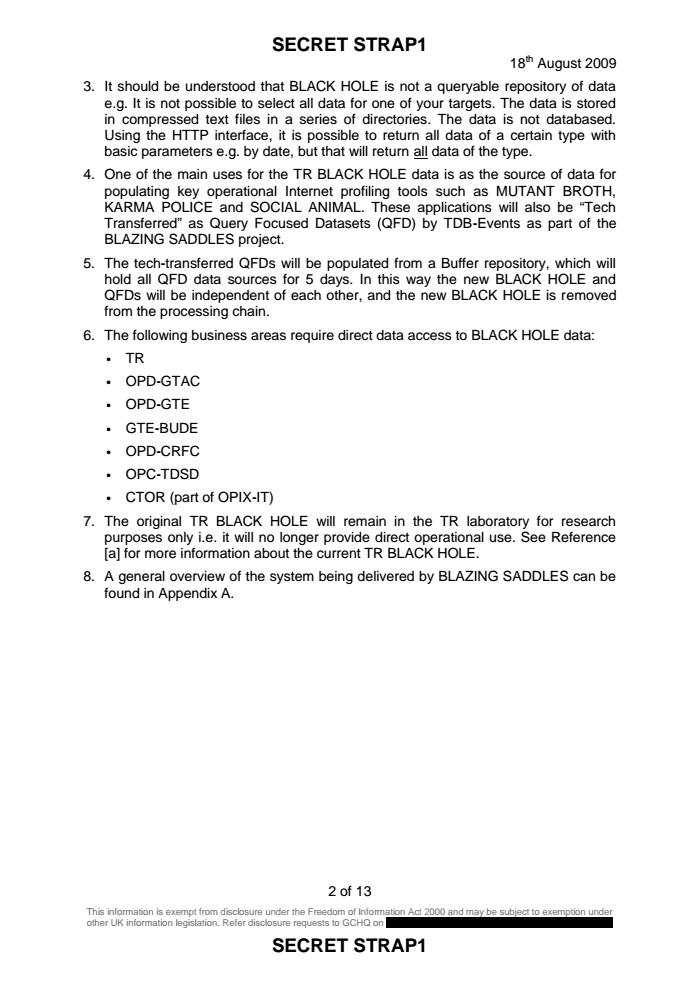 SECRET STRAP1
18th August 2009
3. It should be understood that BLACK HOLE is not a queryable repository of data
e.g. It is not possible to select all data for one of your targets. The data is stored
in compressed text files in a series of directories. The data is not databased.
Using the HTTP interface, it is possible to return all data of a certain type with
basic parameters e.g. by date, but that will return all data of the type.
4. One of the main uses for the TR BLACK HOLE data is as the source of data for
populating key operational Internet profiling tools such as MUTANT BROTH,
KARMA POLICE and SOCIAL ANIMAL. These applications will also be “Tech
Transferred” as Query Focused Datasets (QFD) by TDB-Events as part of the
BLAZING SADDLES project.
5. The tech-transferred QFDs will be populated from a Buffer repository, which will
hold all QFD data sources for 5 days. In this way the new BLACK HOLE and
QFDs will be independent of each other, and the new BLACK HOLE is removed
from the processing chain.
6. The following business areas require direct data access to BLACK HOLE data:
• TR
• OPD-GTAC
• OPD-GTE
• GTE-BUDE
• OPD-CRFC
• OPC-TDSD
• CTOR (part of OPIX-IT)
7. The original TR BLACK HOLE will remain in the TR laboratory for research
purposes only i.e. it will no longer provide direct operational use. See Reference
[a] for more information about the current TR BLACK HOLE.
8. A general overview of the system being delivered by BLAZING SADDLES can be
found in Appendix A.
2 of 13
This information is exempt from disclosure under the Freedom of Information Act 2000 and may be subject to exemption under
other UK information legislation. Refer disclosure requests to GCHQ on
SECRET STRAP1